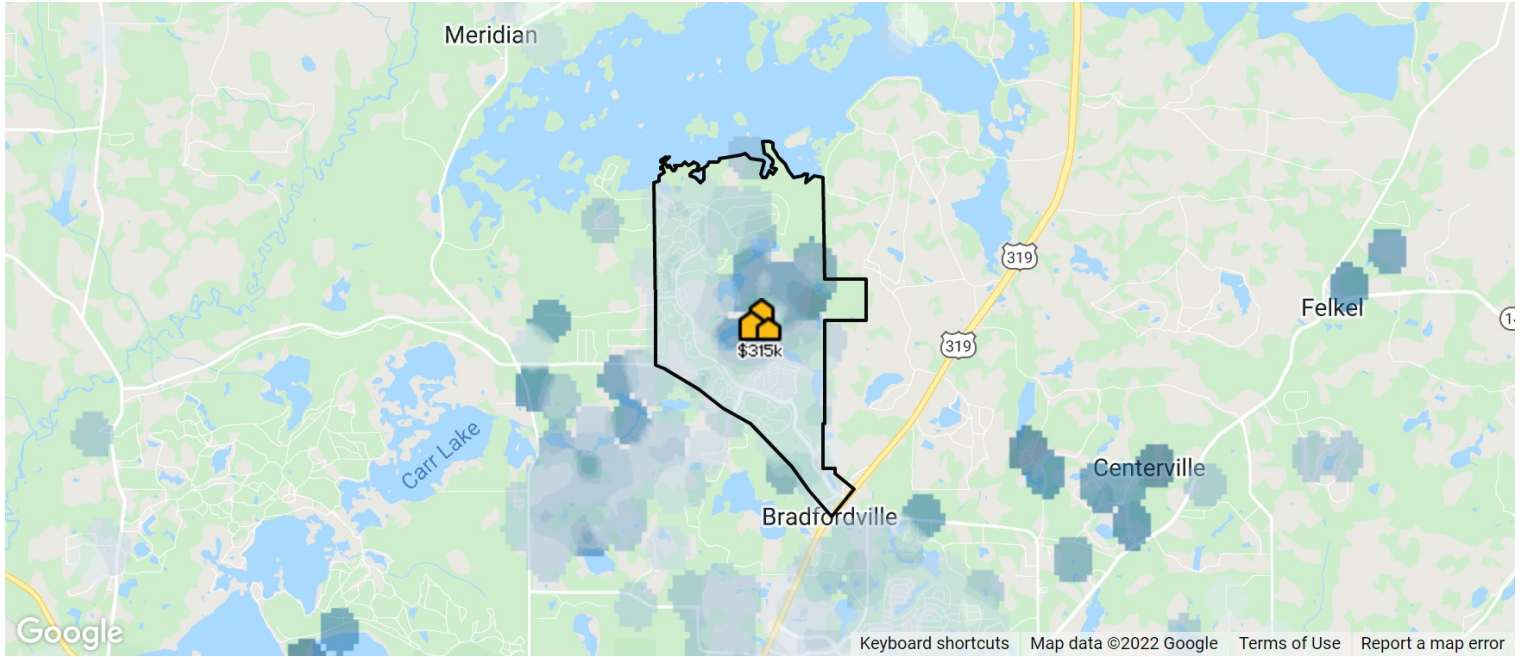 Meridian
319
Felkel
14
319
$315k
Carr Lake
Centerville
Bradfordville
Google
Keyboard shortcuts
Map data ©2022 Google
Terms of Use
Report a map error